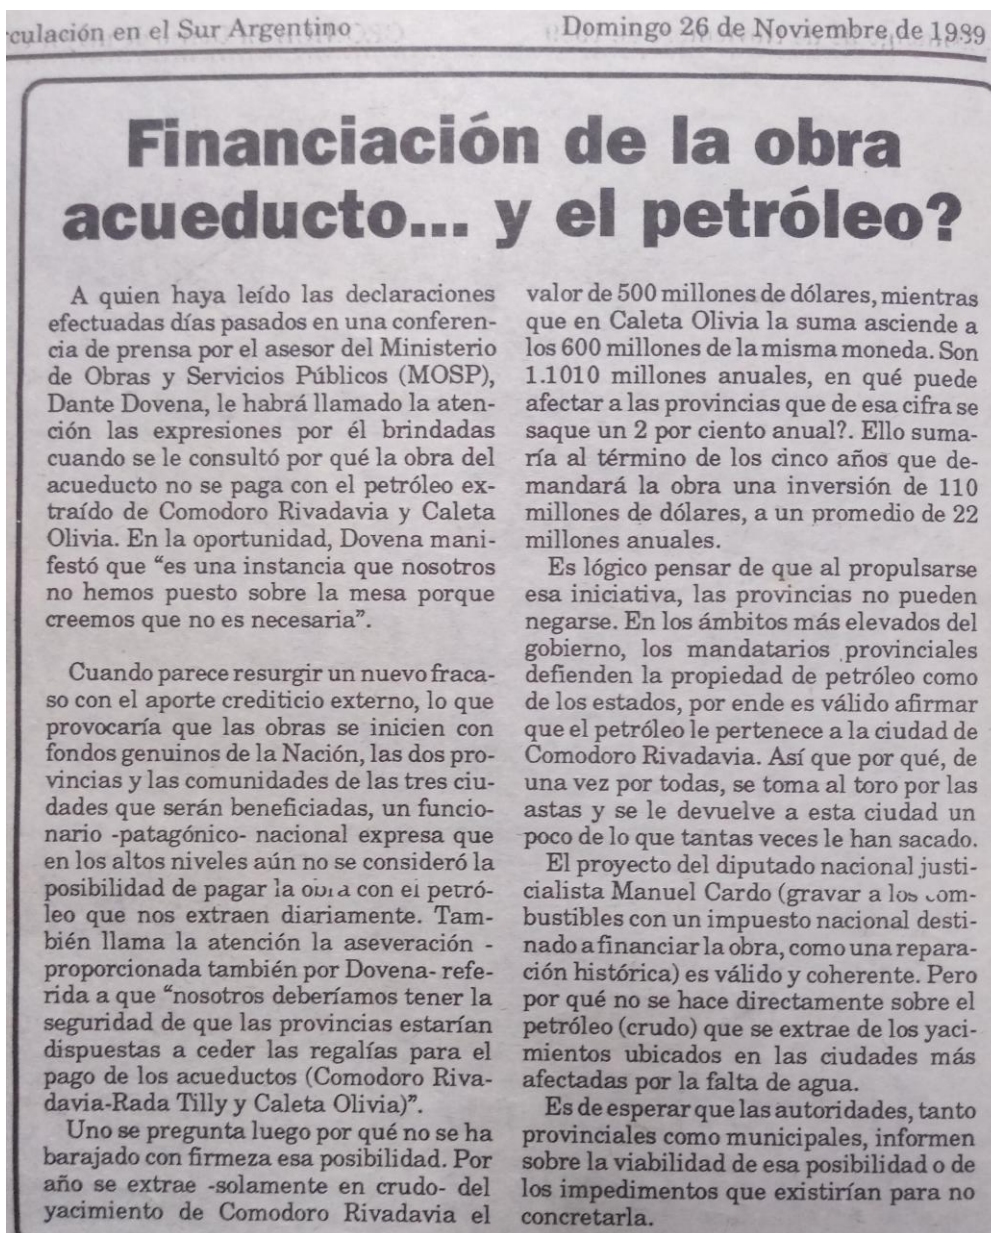 rculación en el Sur Argentino
Domingo 26 de Noviembre de 1989
Financiación de la obra
acueducto... y el petróleo?
A quien haya leído las declaraciones
efectuadas días pasados en una conferen-
cia de prensa por el asesor del Ministerio
de Obras y Servicios Públicos (MOSP),
Dante Dovena, le habrá llamado la aten-
ción las expresiones por él brindadas
cuando se le consultó por qué la obra del
acueducto no se paga con el petróleo ex-
traído de Comodoro Rivadavia y Caleta
Olivia. En la oportunidad, Dovena mani-
festó que “es una instancia que nosotros
no hemos puesto sobre la mesa porque
creemos que no es necesaria”.
Cuando parece resurgir un nuevo fraca-
so con el aporte crediticio externo, lo que
provocaría que las obras se inicien con
fondos genuinos de la Nación, las dos pro-
vincias y las comunidades de las tres ciu-
dades que serán beneficiadas, un funcio-
nario -patagónico- nacional expresa que
en los altos niveles aún no se consideró la
posibilidad de pagar la obra con el petró-
leo que nos extraen diariamente. Tam-
bién llama la atención la aseveración -
proporcionada también por Dovena- refe-
rida a que “nosotros deberíamos tener la
seguridad de que las provincias estarían
dispuestas a ceder las regalías para el
pago de los acueductos (Comodoro Riva-
davia-Rada Tilly y Caleta Olivia)”.
Uno se pregunta luego por qué no se ha
barajado con firmeza esa posibilidad. Por
año se extrae -solamente en crudo- del
yacimiento de Comodoro Rivadavia el
valor de 500 millones de dólares, mientras
que en Caleta Olivia la suma asciende a
los 600 millones de la misma moneda. Son
1.1010 millones anuales, en qué puede
afectar a las provincias que de esa cifra se
saque un 2 por ciento anual?. Ello suma-
ría al término de los cinco años que de-
mandará la obra una inversión de 110
millones de dólares, a un promedio de 22
millones anuales.
Es lógico pensar de que al propulsarse
esa iniciativa, las provincias no pueden
negarse. En los ámbitos más elevados del
gobierno, los mandatarios provinciales
defienden la propiedad de petróleo como
de los estados, por ende es válido afirmar
que el petróleo le pertenece a la ciudad de
Comodoro Rivadavia. Así que por qué, de
una vez por todas, se toma al toro por las
astas y se le devuelve a esta ciudad un
poco de lo que tantas veces le han sacado.
El proyecto del diputado nacional justi-
cialista Manuel Cardo (gravar a los com-
bustibles con un impuesto nacional desti-
nado a financiar la obra, como una repara-
ción histórica) es válido y coherente. Pero
por qué no se hace directamente sobre el
petróleo (crudo) que se extrae de los yaci-
mientos ubicados en las ciudades más
afectadas por la falta de agua.
Es de esperar que las autoridades, tanto
provinciales como municipales, informen
sobre la viabilidad de esa posibilidad o de
los impedimentos que existirían para no
concretarla.